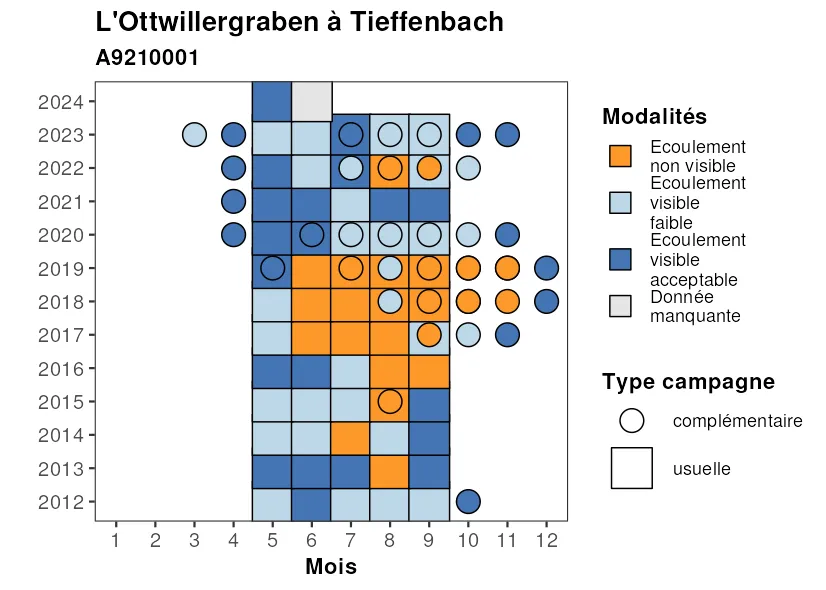 L'Ottwillergraben à Tieffenbach
A9210001
2024
2023
2022
2021
2020
2019
2018
2017
2016
2015
2014
2013
2012
1 2 3 4 5 6 7 8 9 10 11 12
Mois
Modalités
Ecoulement
non visible
Ecoulement
visible
faible
Ecoulement
visible
acceptable
Donnée
manquante
Type campagne
complémentaire
usuelle